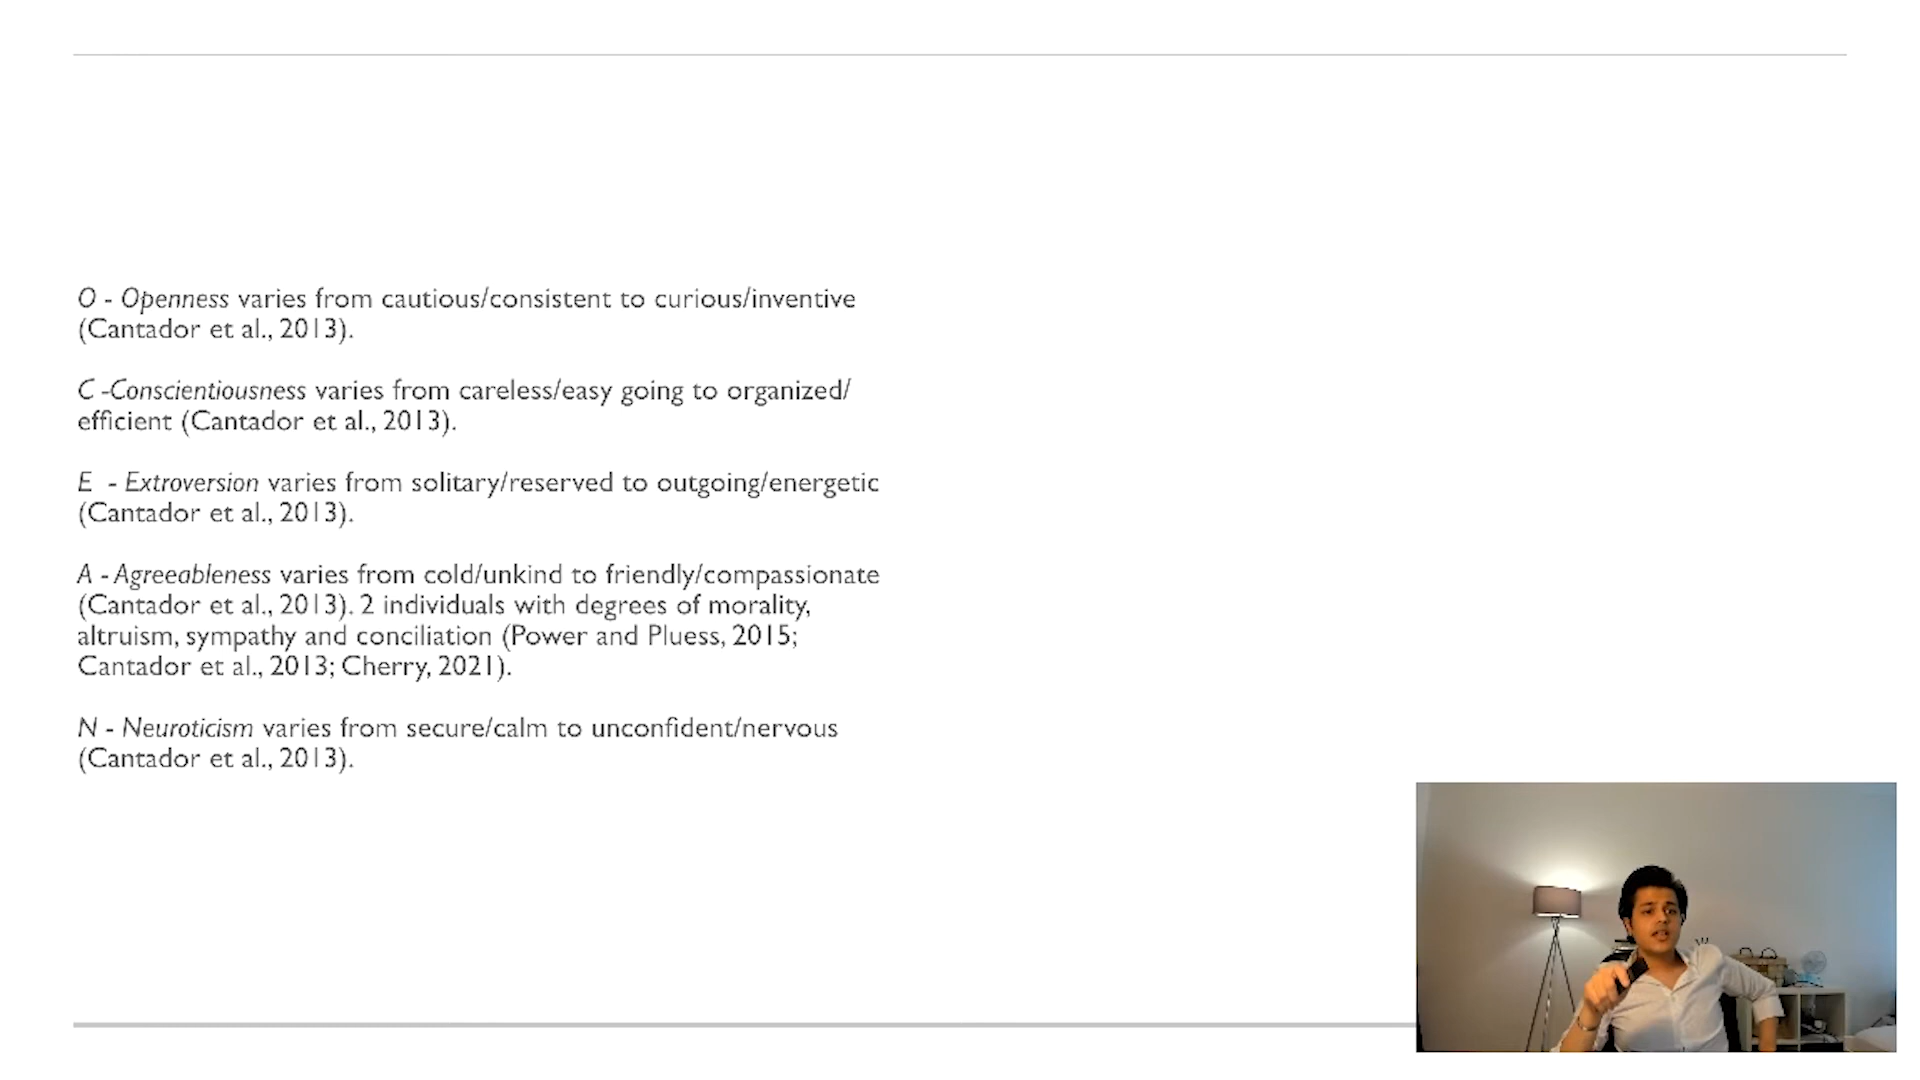 O - Openness varies from cautious/consistent to curious/inventive
(Cantador et al., 2013).
C -Conscientiousness varies from careless/easy going to organized/
efficient (Cantador et al., 2013).
E - Extroversion varies from solitary/reserved to outgoing/energetic
(Cantador et al., 2013).
A - Agreeableness varies from cold/unkind to friendly/compassionate
(Cantador et al., 2013). 2 individuals with degrees of morality,
altruism, sympathy and conciliation (Power and Pluess, 2015;
Cantador et al., 2013; Cherry, 2021).
N - Neuroticism varies from secure/calm to unconfident/nervous
(Cantador et al., 2013).